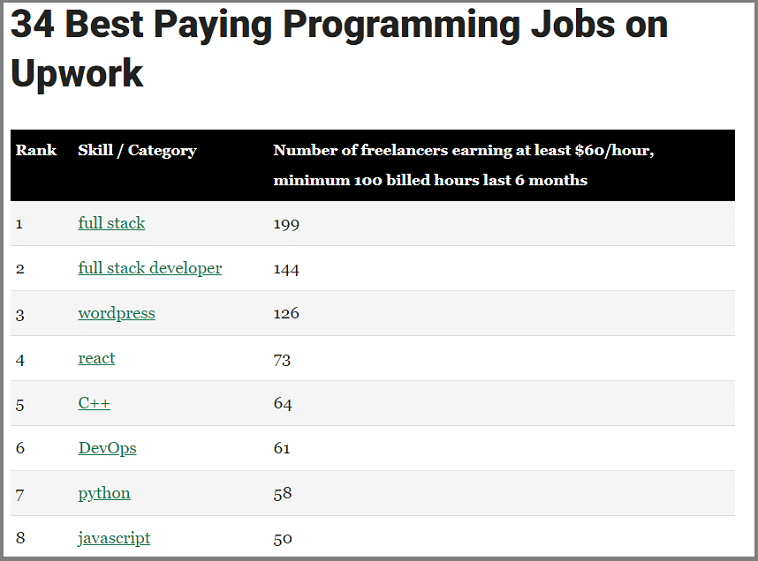 34 Best Paying Programming Jobs on
Upwork
Rank Skill / Category Number of freelancers earning at least $60/hour,
minimum 100 billed hours last 6 months
1 full stack 199
2 full stack developer 144
3 wordpress 126
4 react 73
5 C++ 64
6 DevOps 61
7 python 58
8 javascript 50